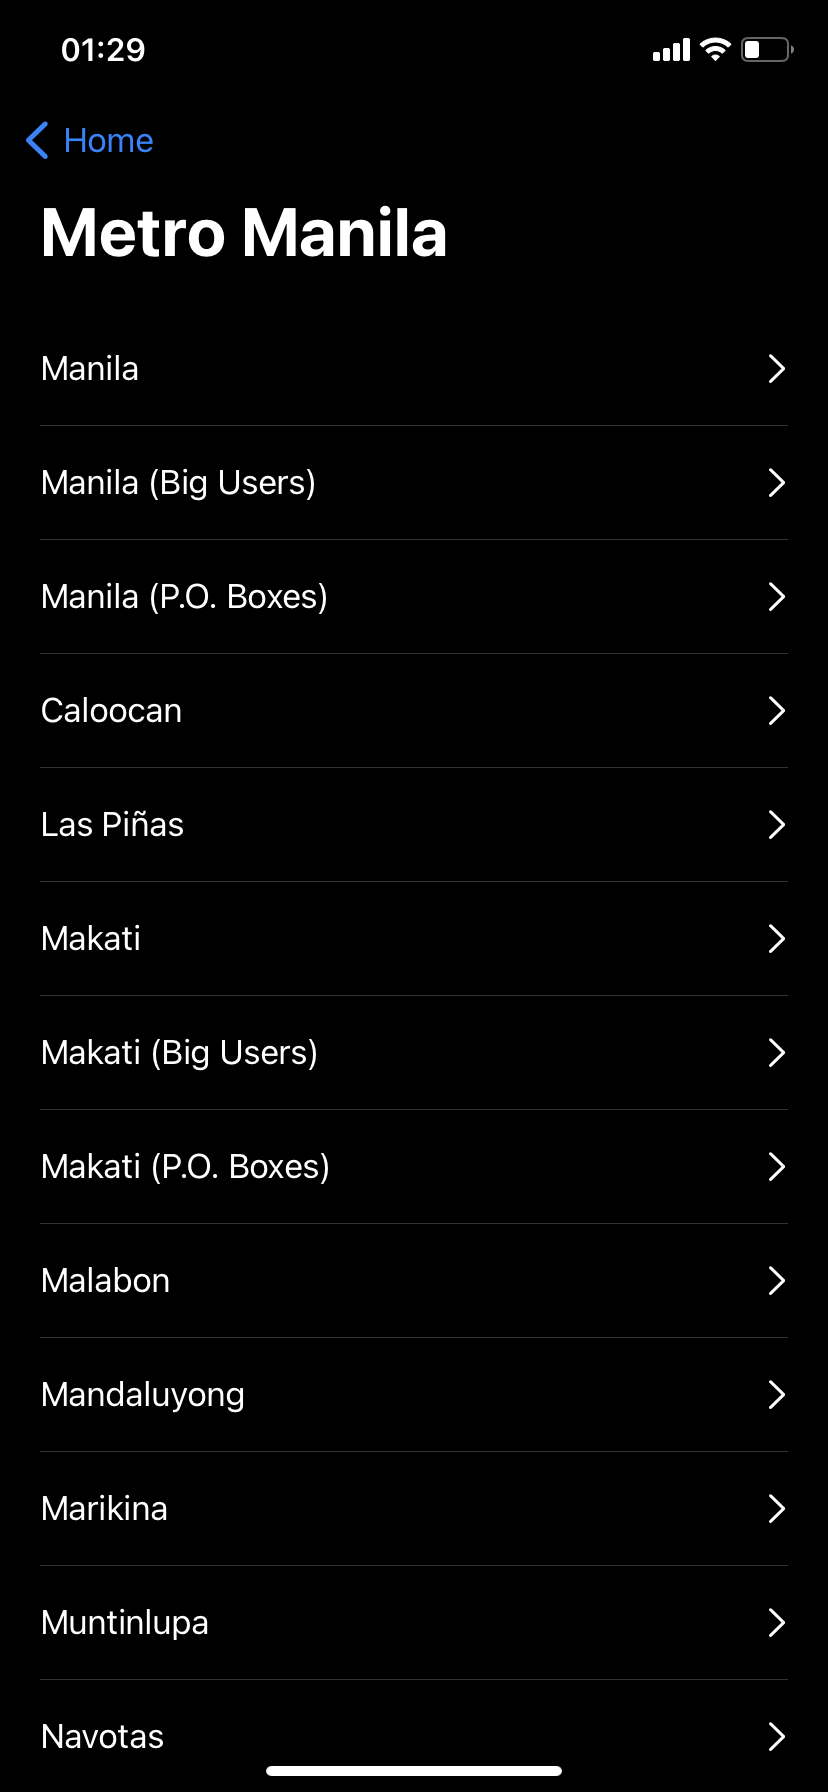 01:29
Home
Metro Manila
Manila
Manila (Big Users)
Manila (P.O. Boxes)
Caloocan
Las Piñas
Makati
Makati (Big Users)
Makati (P.O. Boxes)
Malabon
Mandaluyong
Marikina
Muntinlupa
Navotas